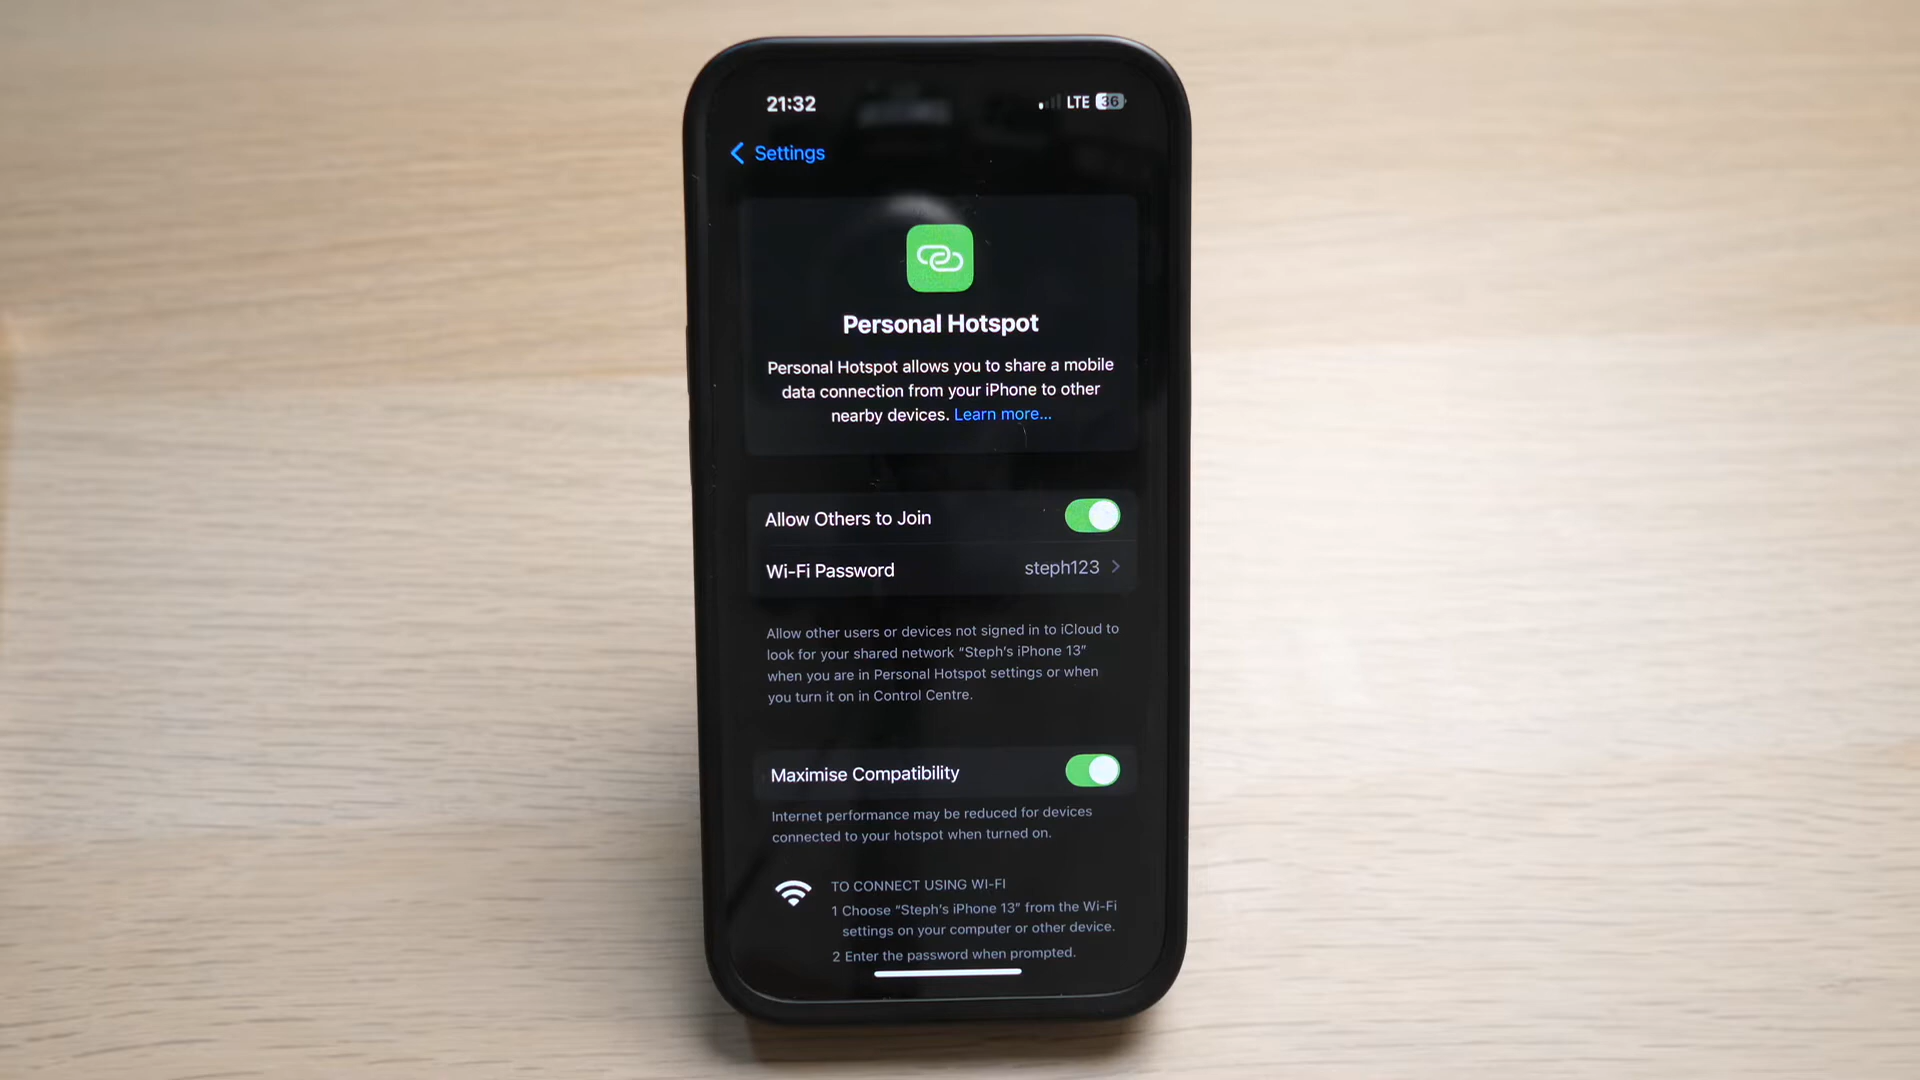 21:32
LTE 36
Settings
Personal Hotspot
Personal Hotspot allows you to share a mobile
data connection from your iPhone to other
nearby devices. Learn more...
Allow Others to Join
Wi-Fi Password steph123
Allow other users or devices not signed in to iCloud to
look for your shared network “Steph’s iPhone 13”
when you are in Personal Hotspot settings or when
you turn it on in Control Centre.
Maximise Compatibility
Internet performance may be reduced for devices
connected to your hotspot when turned on.
TO CONNECT USING WI-FI
1 Choose “Steph’s iPhone 13” from the Wi-Fi
settings on your computer or other device.
2 Enter the password when prompted.